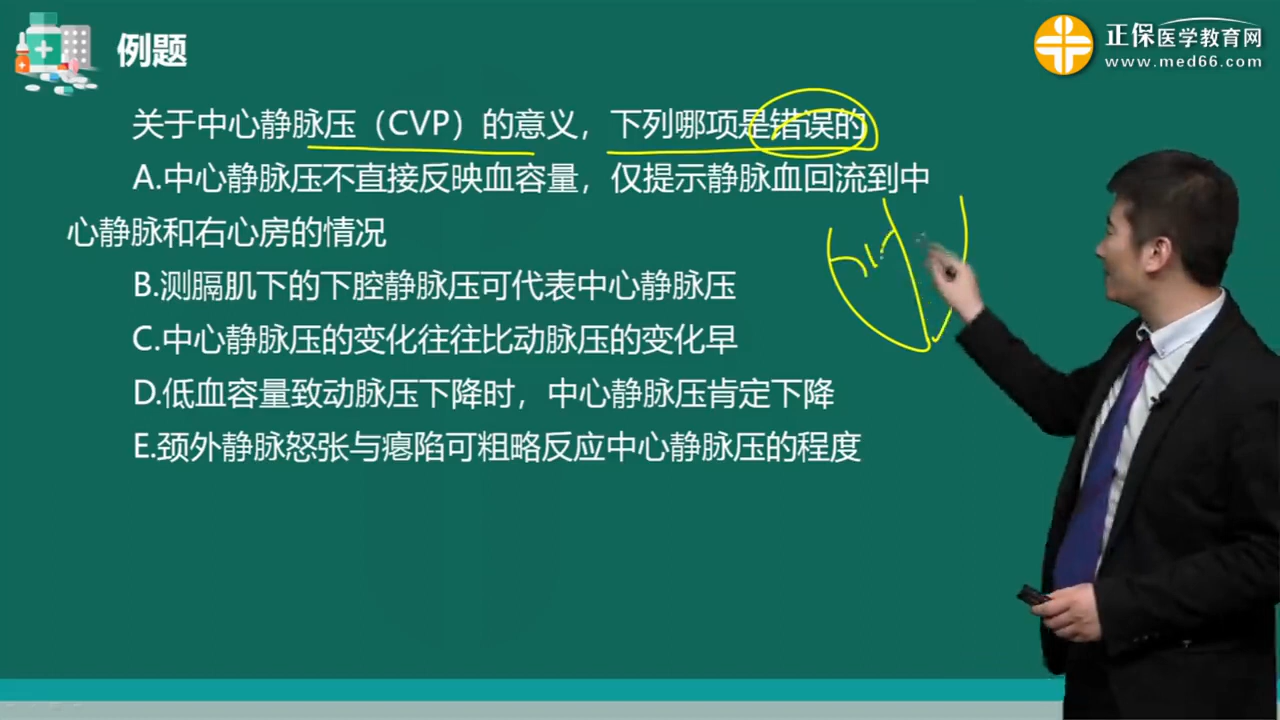 例题
正保医学教育网
www.med66.com
关于中心静脉压（CVP）的意义，下列哪项是错误的
A.中心静脉压不直接反映血容量，仅提示静脉血回流到中
心静脉和右心房的情况
B.测膈肌下的下腔静脉压可代表中心静脉压
C.中心静脉压的变化往往比动脉压的变化早
D.低血容量致动脉压下降时，中心静脉压肯定下降
E.颈外静脉怒张与瘪陷可粗略反应中心静脉压的程度